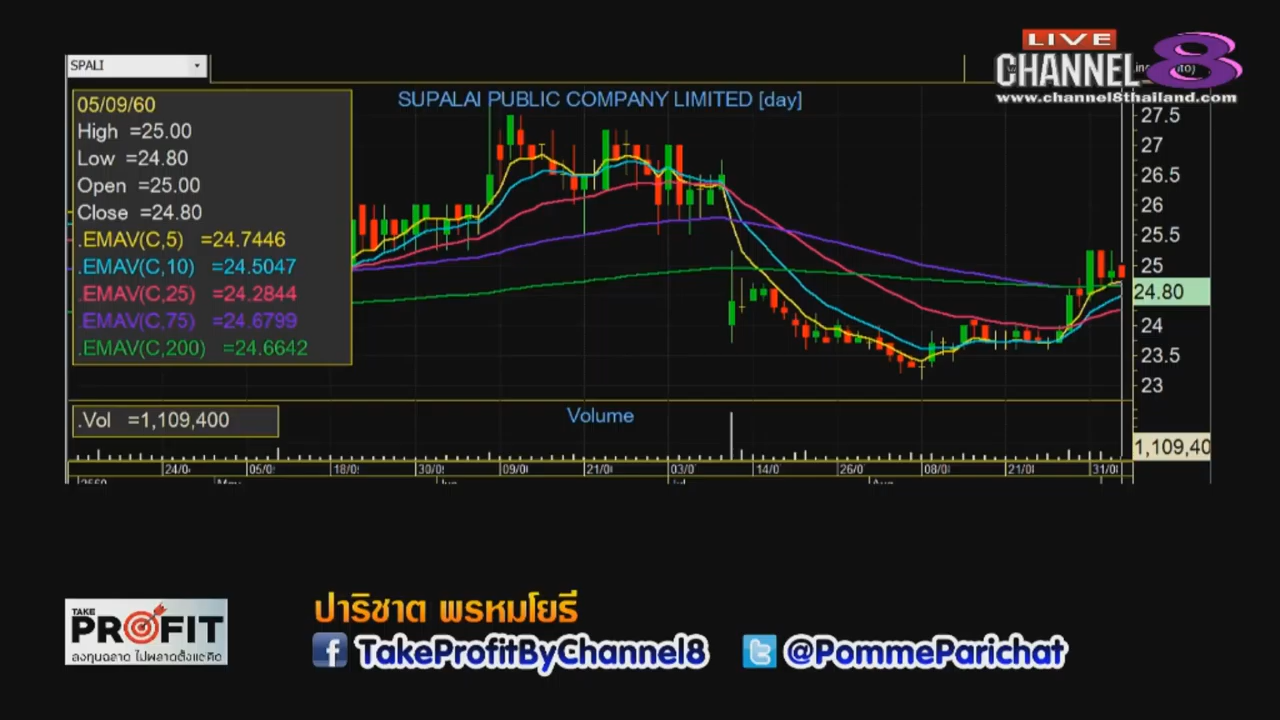 LIVE
CHANNEL 8
www.channel8thailand.com
SPALI
SUPALAI PUBLIC COMPANY LIMITED [day]
05/09/60
High =25.00
Low =24.80
Open =25.00
Close =24.80
.EMAV(C,5) =24.7446
.EMAV(C,10) =24.5047
.EMAV(C,25) =24.2844
.EMAV(C,75) =24.6799
.EMAV(C,200) =24.6642
27.5
27
26.5
26
25.5
25
24.80
24
23.5
23
.Vol =1,109,400
Volume
1,109,40
24/0 05/0 18/0 30/0 09/0 21/0 03/0 14/0 26/0 08/0 21/0 31/0
TAKE
PROFIT
ลงทุนฉลาด ไม่พลาดตั้งแต่คิด
ปาริชาต พรหมโยธี
TakeProfitByChannel8 @PommeParichat